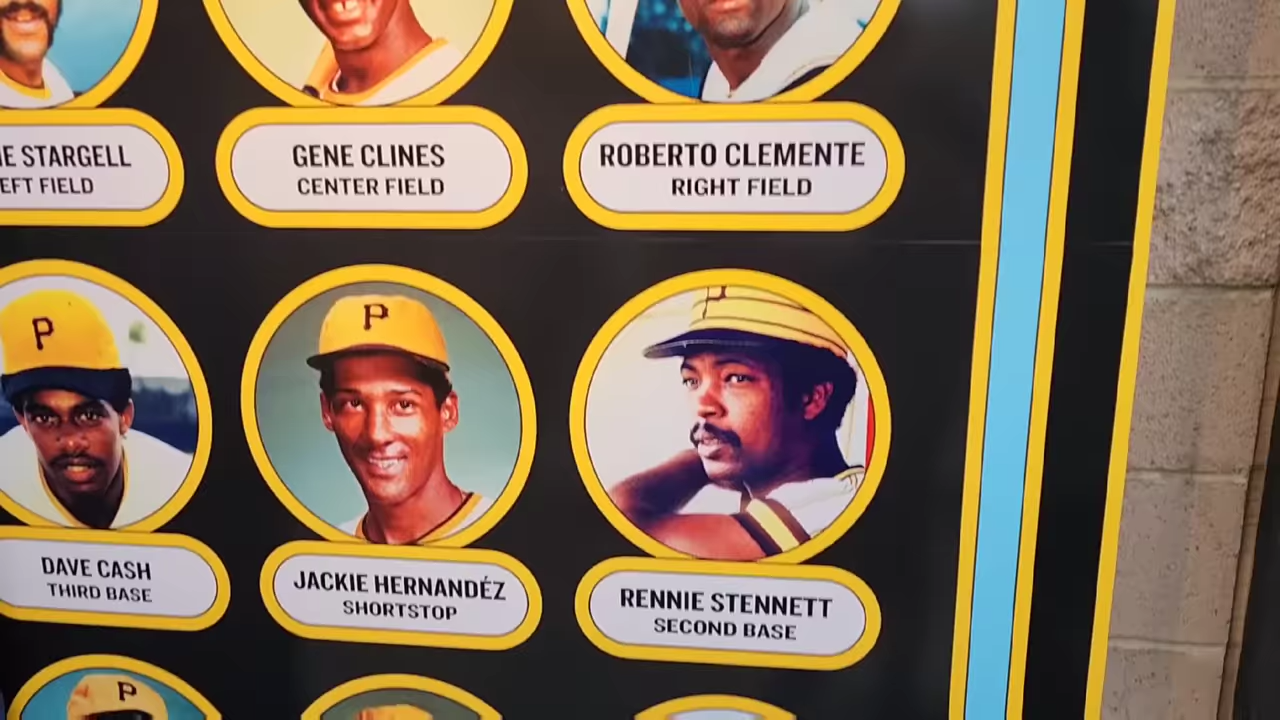 IE STARGELL
EFT FIELD
GENE CLINES
CENTER FIELD
ROBERTO CLEMENTE
RIGHT FIELD
P
P
P
DAVE CASH
THIRD BASE
JACKIE HERNANDÉZ
SHORTSTOP
RENNIE STENNETT
SECOND BASE
P